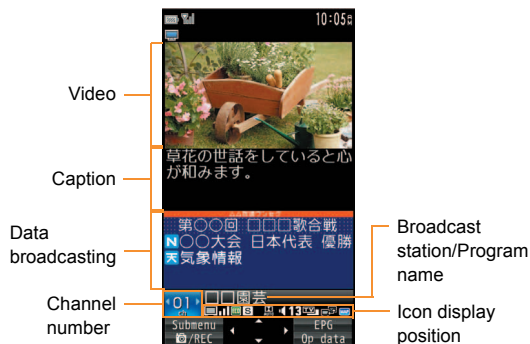 10:05
Video
草花の世話をしていると心
が和みます。
Caption
第○○回 □□□歌合戦
N○○大会 日本代表 優勝
天気象情報
Data
broadcasting
Broadcast
station/Program
name
Channel
number
01
ch
□□園芸
S 13
Icon display
position
Submenu
/REC
EPG
Op data